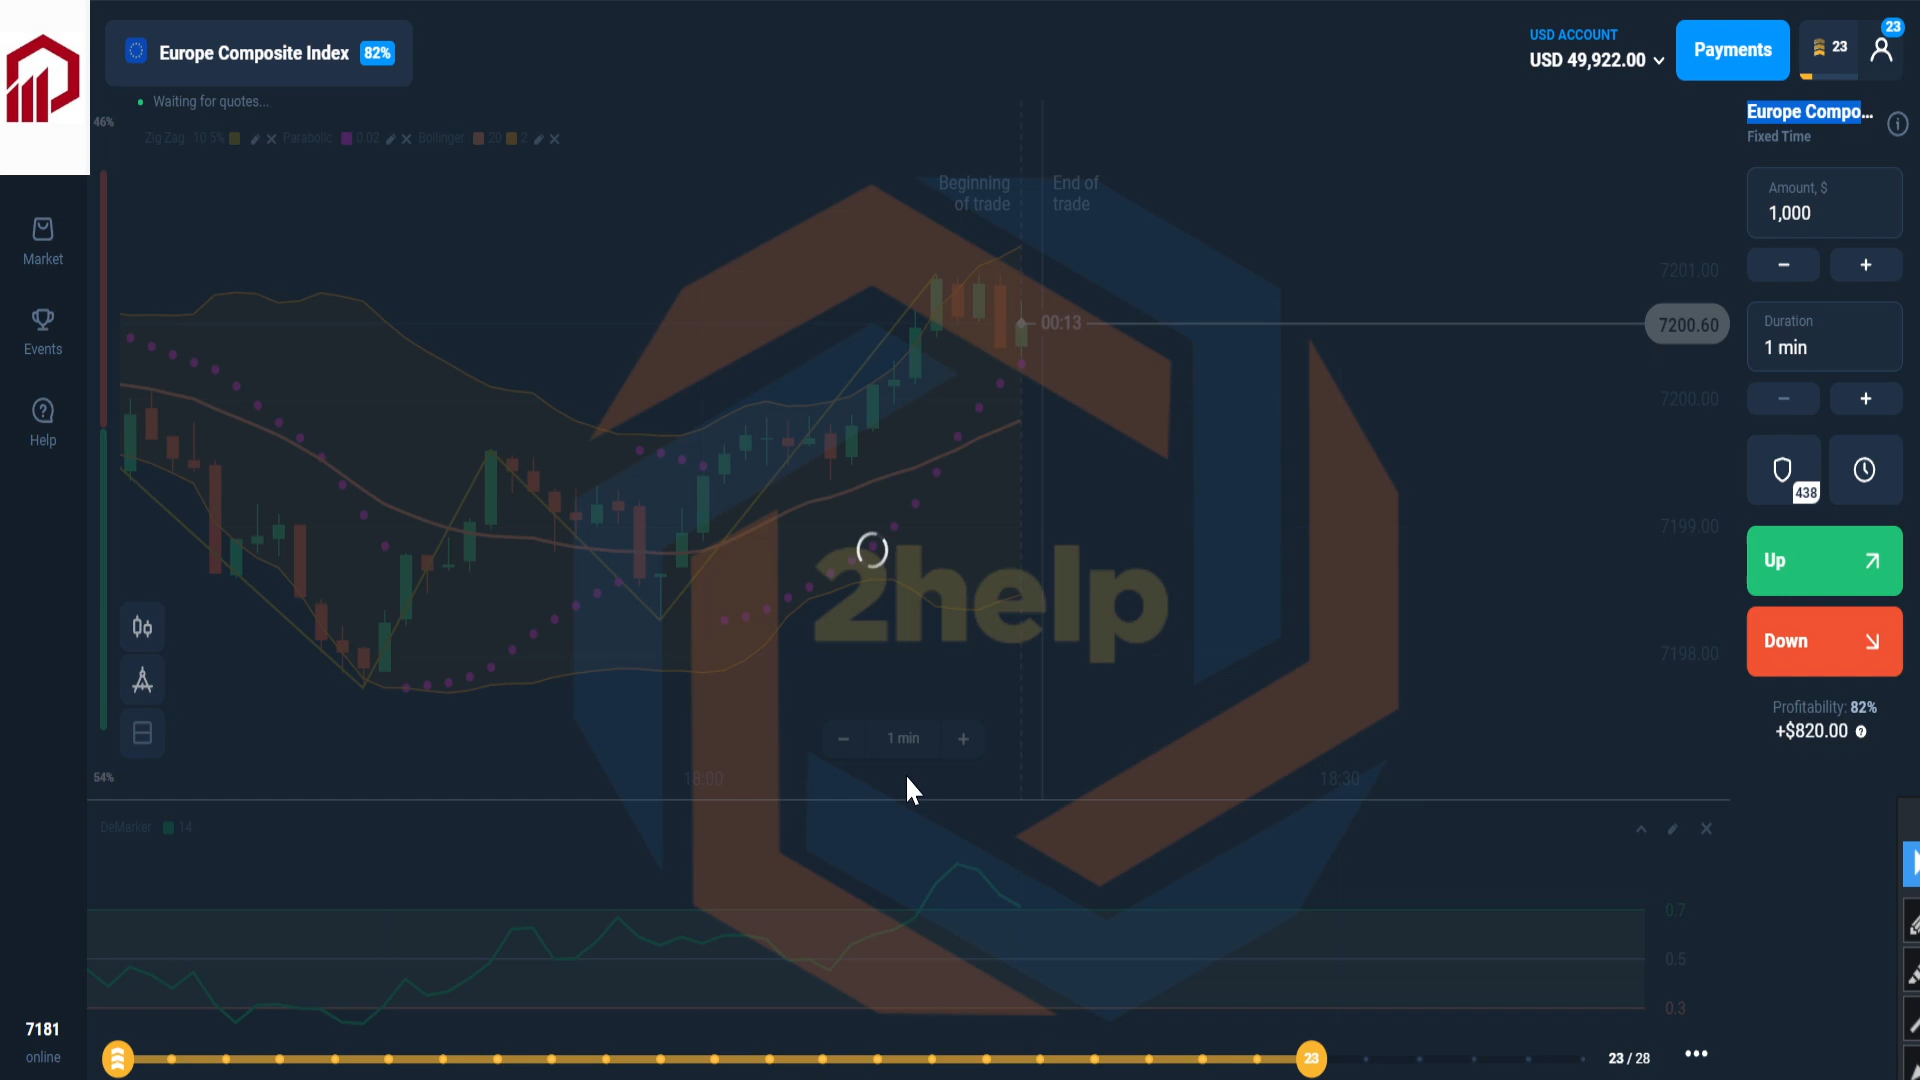 Europe Composite Index 82%
USD ACCOUNT
USD 49,922.00
Payments
23
23
Waiting for quotes...
46%
Zig Zag 10 5% Parabolic 0.02 Bollinger 20 2
Europe Compo...
Fixed Time
Beginning
of trade
End of
trade
Amount, $
1,000
Market
Events
Help
7201.00
00:13
7200.60
7200.00
7199.00
7198.00
Duration
1 min
438
Up
Down
Profitability: 82%
+$820.00
2help
1 min
54%
18:00
18:30
DeMarker 14
0.7
0.5
0.3
7181
online
23
23 / 28